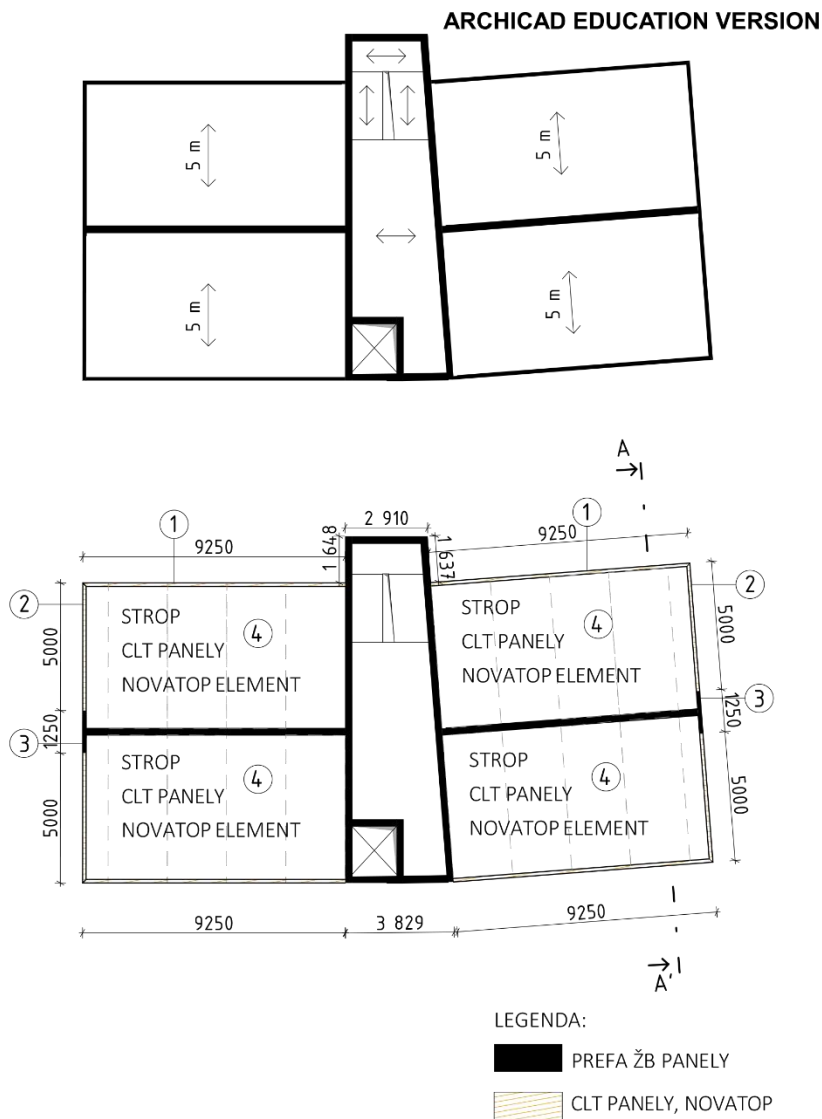 ARCHICAD EDUCATION VERSION
5 m
5 m
5 m
5 m
A
1
9250
1 648
2 910
1 637
9250
1
2
5000
1250
3
5000
STROP
CLT PANELY
NOVATOP ELEMENT
4
STROP
CLT PANELY
NOVATOP ELEMENT
4
STROP
CLT PANELY
NOVATOP ELEMENT
4
STROP
CLT PANELY
NOVATOP ELEMENT
4
2
5000
1250
3
5000
9250
3 829
9250
A'
LEGENDA:
PREFA ŽB PANELY
CLT PANELY, NOVATOP